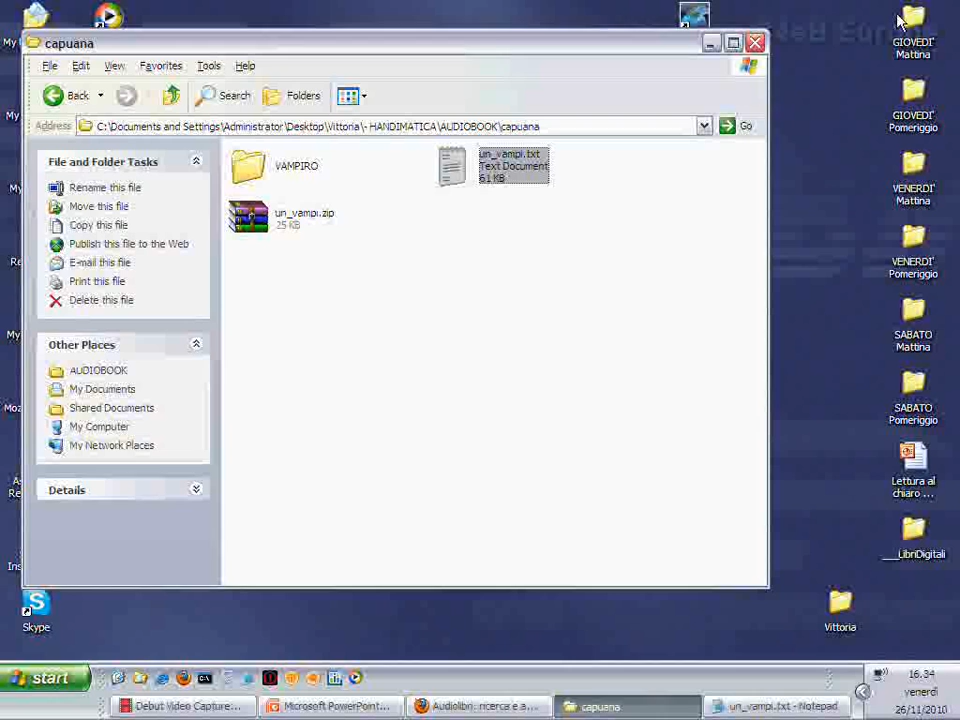 capuana
File Edit View Favorites Tools Help
Back Search Folders
Address C:\Documents and Settings\Administrator\Desktop\Vittoria\- HANDIMATICA\AUDIOBOOK\capuana Go
File and Folder Tasks
Rename this file
Move this file
Copy this file
Publish this file to the Web
E-mail this file
Print this file
Delete this file
Other Places
AUDIOBOOK
My Documents
Shared Documents
My Computer
My Network Places
Details
VAMPIRO
un_vampi.txt
Text Document
61 KB
un_vampi.zip
25 KB
GIOVEDI'
Mattina
GIOVEDI'
Pomeriggio
VENERDI'
Mattina
VENERDI'
Pomeriggio
SABATO
Mattina
SABATO
Pomeriggio
Lettura al
chiaro ...
___LibriDigitali
Vittoria
Skype
start
Debut Video Capture...
Microsoft PowerPoint...
Audiolibri: ricerca e a...
capuana
un_vampi.txt - Notepad
16.34
venerdì
26/11/2010